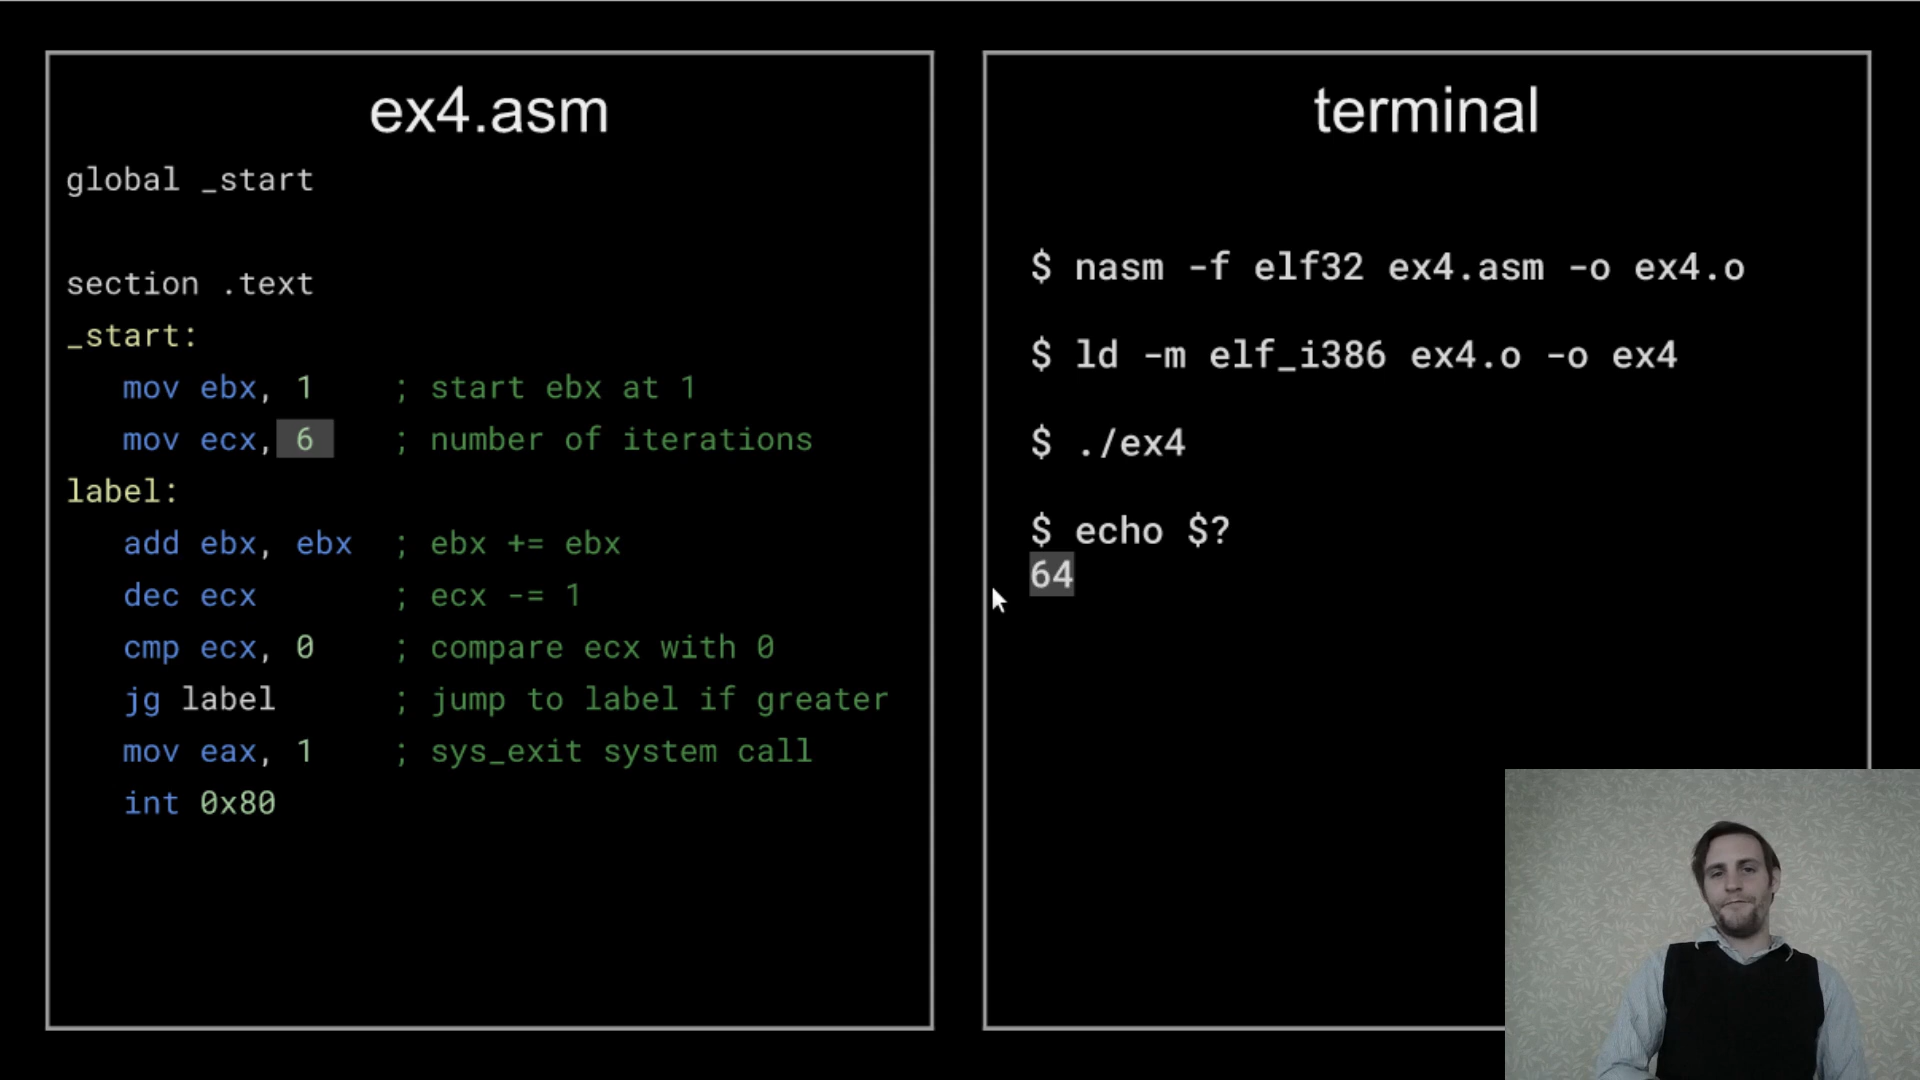 ex4.asm
global _start
section .text
_start:
mov ebx, 1 ; start ebx at 1
mov ecx, 6 ; number of iterations
label:
add ebx, ebx ; ebx += ebx
dec ecx ; ecx -= 1
cmp ecx, 0 ; compare ecx with 0
jg label ; jump to label if greater
mov eax, 1 ; sys_exit system call
int 0x80
terminal
$ nasm -f elf32 ex4.asm -o ex4.o
$ ld -m elf_i386 ex4.o -o ex4
$ ./ex4
$ echo $?
64